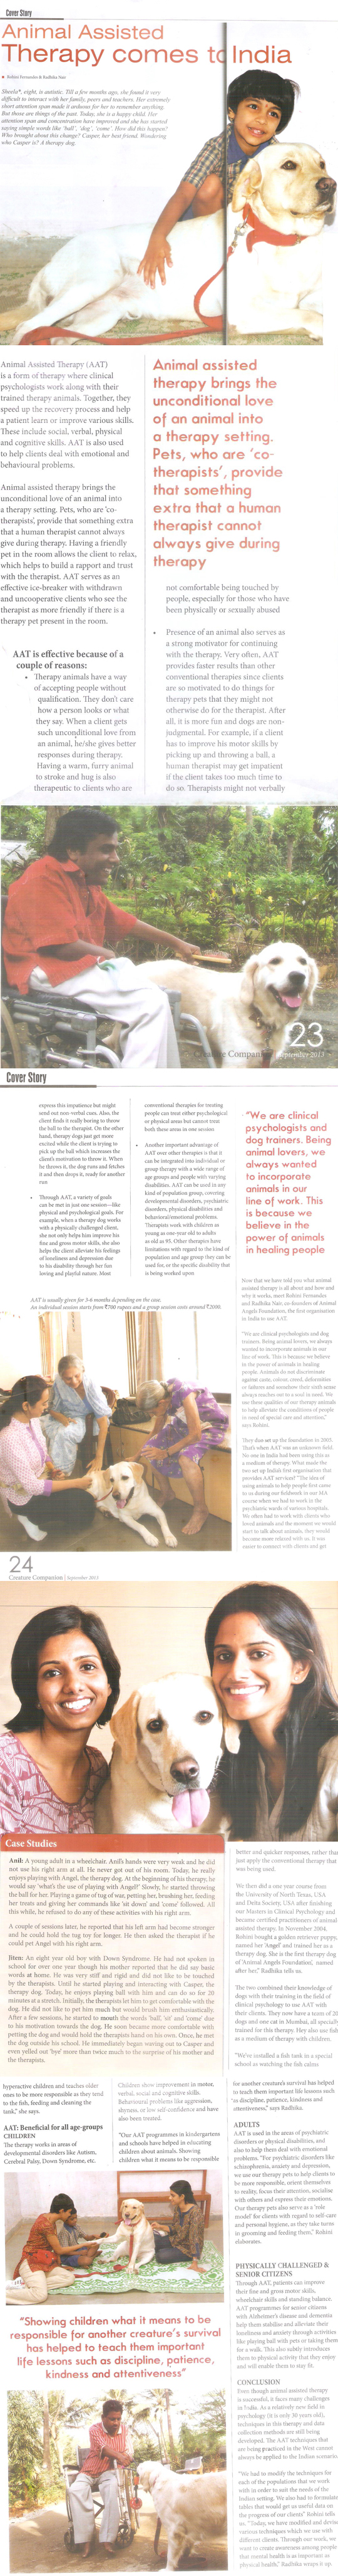 Cover Story
Animal Assisted
Therapy comes to India
Rohini Fernandes & Radhika Nair
Sheela*, eight, is autistic. Till a few months ago, she found it very
difficult to interact with her family, peers and teachers. Her extremely
short attention span made it arduous for her to remember anything.
But those are things of the past. Today, she is a happy child. Her
attention span and concentration have improved and she has started
saying simple words like 'ball', 'dog', 'come'. How did this happen?
Who brought about this change? Casper, her best friend. Wondering
who Casper is? A therapy dog.
Animal Assisted Therapy (AAT)
is a form of therapy where clinical
psychologists work along with their
trained therapy animals. Together, they
speed up the recovery process and help
a patient learn or improve various skills.
These include social, verbal, physical
and cognitive skills. AAT is also used
to help clients deal with emotional and
behavioural problems.
Animal assisted therapy brings the
unconditional love of an animal into
a therapy setting. Pets, who are 'co-
therapists', provide that something extra
that a human therapist cannot always
give during therapy. Having a friendly
pet in the room allows the client to relax,
which helps to build a rapport and trust
with the therapist. AAT serves as an
effective ice-breaker with withdrawn
and uncooperative clients who see the
therapist as more friendly if there is a
therapy pet present in the room.
AAT is effective because of a
couple of reasons:
• Therapy animals have a way
of accepting people without
qualification. They don't care
how a person looks or what
they say. When a client gets
such unconditional love from
an animal, he/she gives better
responses during therapy.
Having a warm, furry animal
to stroke and hug is also
therapeutic to clients who are
Animal assisted
therapy brings the
unconditional love
of an animal into
a therapy setting.
Pets, who are 'co-
therapists', provide
that something
extra that a human
therapist cannot
always give during
therapy
not comfortable being touched by
people, especially for those who have
been physically or sexually abused
• Presence of an animal also serves as
a strong motivator for continuing
with the therapy. Very often, AAT
provides faster results than other
conventional therapies since clients
are so motivated to do things for
therapy pets that they might not
otherwise do for the therapist. After
all, it is more fun and dogs are non-
judgmental. For example, if a client
has to improve his motor skills by
picking up and throwing a ball, a
human therapist may get impatient
if the client takes too much time to
do so. Therapists might not verbally
23
Creature Companion September 2013
Cover Story
express this impatience but might
send out non-verbal cues. Also, the
client finds it really boring to throw
the ball to the therapist. On the other
hand, therapy dogs just get more
excited while the client is trying to
pick up the ball which increases the
client's motivation to throw it. When
he throws it, the dog runs and fetches
it and then drops it, ready for another
run
• Through AAT, a variety of goals
can be met in just one session—like
physical and psychological goals. For
example, when a therapy dog works
with a physically challenged client,
she not only helps him improve his
fine and gross motor skills, she also
helps the client alleviate his feelings
of loneliness and depression due
to his disability through her fun
loving and playful nature. Most
conventional therapies for treating
people can treat either psychological
or physical areas but cannot treat
both these areas in one session
• Another important advantage of
AAT over other therapies is that it
can be integrated into individual or
group therapy with a wide range of
age groups and people with varying
disabilities. AAT can be used in any
kind of population group, covering
developmental disorders, psychiatric
disorders, physical disabilities and
behavioral/emotional problems.
Therapists work with children as
young as one-year old to adults
as old as 95. Other therapies have
limitations with regard to the kind of
population and age group they can be
used for, or the specific disability that
is being worked upon
AAT is usually given for 3-6 months depending on the case.
An individual session starts from ₹700 rupees and a group session costs around ₹2000.
"We are clinical
psychologists and
dog trainers. Being
animal lovers, we
always wanted
to incorporate
animals in our
line of work. This
is because we
believe in the
power of animals
in healing people
Now that we have told you what animal
assisted therapy is all about and how and
why it works, meet Rohini Fernandes
and Radhika Nair, co-founders of Animal
Angels Foundation, the first organisation
in India to use AAT.
"We are clinical psychologists and dog
trainers. Being animal lovers, we always
wanted to incorporate animals in our
line of work. This is because we believe
in the power of animals in healing
people. Animals do not discriminate
against caste, colour, creed, deformities
or failures and somehow their sixth sense
always reaches out to a soul in need. We
use these qualities of our therapy animals
to help alleviate the conditions of people
in need of special care and attention,"
says Rohini.
They duo set up the foundation in 2005.
That's when AAT was an unknown field.
No one in India had been using this as
a medium of therapy. What made the
two set up India's first organisation that
provides AAT services? "The idea of
using animals to help people first came
to us during our fieldwork in our MA
course when we had to work in the
psychiatric wards of various hospitals.
We often had to work with clients who
loved animals and the moment we would
start to talk about animals, they would
become more relaxed with us. It was
easier to connect with clients and get
24
Creature Companion | September 2013
Case Studies
Anil: A young adult in a wheelchair. Anil's hands were very weak and he did
not use his right arm at all. He never got out of his room. Today, he really
enjoys playing with Angel, the therapy dog. At the beginning of his therapy, he
would say 'what's the use of playing with Angel?' Slowly, he started throwing
the ball for her. Playing a game of tug of war, petting her, brushing her, feeding
her treats and giving her commands like 'sit down' and 'come' followed. All
this while, he refused to do any of these activities with his right arm.
A couple of sessions later, he reported that his left arm had become stronger
and he could hold the tug toy for longer. He then asked the therapist if he
could pet Angel with his right arm.
Jiten: An eight year old boy with Down Syndrome. He had not spoken in
school for over one year though his mother reported that he did say basic
words at home. He was very stiff and rigid and did not like to be touched
by the therapists. Until he started playing and interacting with Casper, the
therapy dog. Today, he enjoys playing ball with him and can do so for 20
minutes at a stretch. Initially, the therapists let him to get comfortable with the
dog. He did not like to pet him much but would brush him enthusiastically.
After a few sessions, he started to mouth the words 'ball', 'sit' and 'come' due
to his motivation towards the dog. He soon became more comfortable with
petting the dog and would hold the therapists hand on his own. Once, he met
the dog outside his school. He immediately began waving out to Casper and
even yelled out 'bye' more than twice much to the surprise of his mother and
the therapists.
better and quicker responses, rather than
just apply the conventional therapy that
was being used.
We then did a one year course from
the University of North Texas, USA
and Delta Society, USA after finishing
our Masters in Clinical Psychology and
became certified practitioners of animal
assisted therapy. In November 2004,
Rohini bought a golden retriever puppy,
named her 'Angel' and trained her as a
therapy dog. She is the first therapy dog
of 'Animal Angels Foundation', named
after her," Radhika tells us.
The two combined their knowledge of
clinical psychology to use AAT with
their clients. They now have a team of 20
dogs and one cat in Mumbai, all specially
trained for this therapy. Hey also use fish
as a medium of therapy with children.
"We've installed a fish tank in a special
school as watching the fish calms
hyperactive children and teaches older
ones to be more responsible as they tend
to the fish, feeding and cleaning the
tank," she says.
AAT: Beneficial for all age-groups
CHILDREN
The therapy works in areas of
developmental disorders like Autism,
Cerebral Palsy, Down Syndrome, etc.
Children show improvement in motor,
verbal, social and cognitive skills.
Behavioural problems like aggression,
shyness, or low self-confidence and have
also been treated.
"Our AAT programmes in kindergartens
and schools have helped in educating
children about animals. Showing
children what it means to be responsible
for another creature's survival has helped
to teach them important life lessons such
as discipline, patience, kindness and
attentiveness," says Radhika.
ADULTS
AAT is used in the areas of psychiatric
disorders or physical disabilities, and
also to help them deal with emotional
problems. "For psychiatric disorders like
schizophrenia, anxiety and depression,
we use our therapy pets to help clients to
be more responsible, orient themselves
to reality, focus their attention, socialise
with others and express their emotions.
Our therapy pets also serve as a 'role
model' for clients with regard to self-care
and personal hygiene, as they take turns
in grooming and feeding them," Rohini
elaborates.
PHYSICALLY CHALLENGED &
SENIOR CITIZENS
Through AAT, patients can improve
their fine and gross motor skills,
wheelchair skills and standing balance.
AAT programmes for senior citizens
with Alzheimer's disease and dementia
help them stabilise and alleviate their
loneliness and anxiety through activities
like playing ball with pets or taking them
for a walk. This also subtly introduces
them to physical activity that they enjoy
and will enable them to stay fit.
CONCLUSION
Even though animal assisted therapy
is successful, it faces many challenges
in India. As a relatively new field in
psychology (it is only 30 years old),
techniques in this therapy and data
collection methods are still being
developed. The AAT techniques that
are being practiced in the West cannot
always be applied to the Indian scenario.
"We had to modify the techniques for
each of the populations that we work
with in order to suit the needs of the
Indian setting. We also had to formulate
tables that would get us useful data on
the progress of our clients" Rohini tells
us. "Today, we have modified and devise
various techniques which we use with
different clients. Through our work, we
want to create awareness among people
that mental health is as important as
physical health." Radhika wraps it up.
"Showing children what it means to be
responsible for another creature's survival
has helped to teach them important
life lessons such as discipline, patience,
kindness and attentiveness"